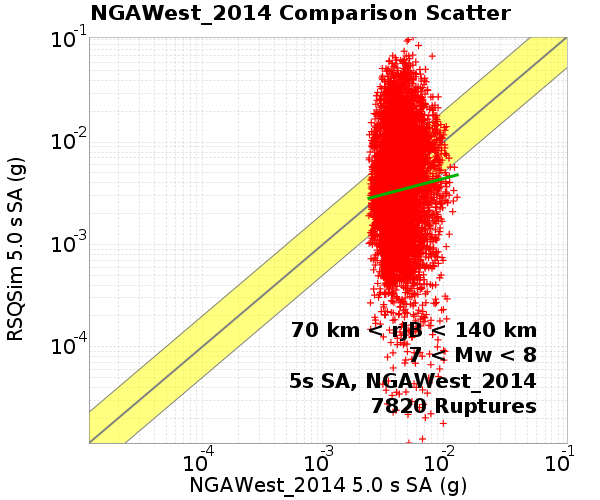 NGAWest_2014 Comparison Scatter
10-1
10-2
10-3
10-4
RSQSim 5.0 s SA (g)
70 km < rJB < 140 km
7 < Mw < 8
5s SA, NGAWest_2014
7820 Ruptures
10-4 10-3 10-2 10-1
NGAWest_2014 5.0 s SA (g)